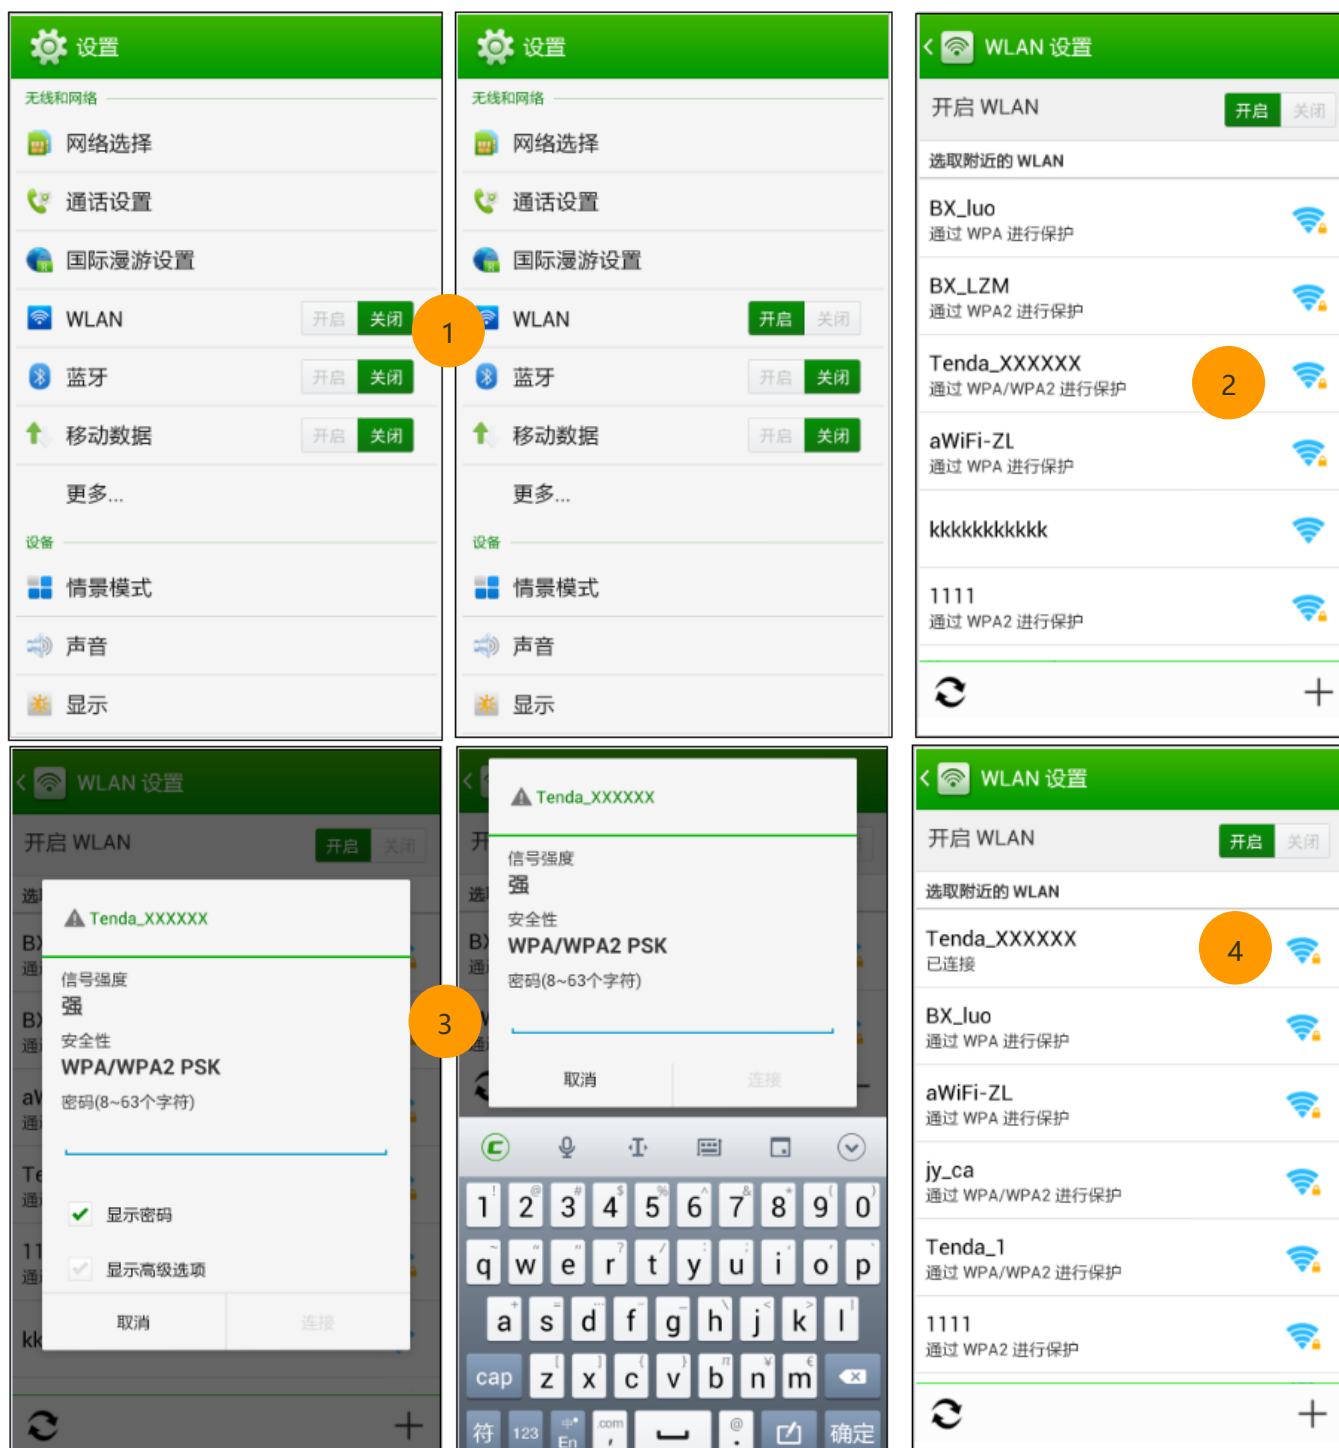 设置
无线和网络
网络选择
通话设置
国际漫游设置
WLAN 开启 关闭
蓝牙 开启 关闭
移动数据 开启 关闭
更多...
设备
情景模式
声音
显示
1
设置
无线和网络
网络选择
通话设置
国际漫游设置
WLAN 开启 关闭
蓝牙 开启 关闭
移动数据 开启 关闭
更多...
设备
情景模式
声音
显示
WLAN 设置
开启 WLAN 开启 关闭
选取附近的 WLAN
BX_luo
通过 WPA 进行保护
BX_LZM
通过 WPA2 进行保护
Tenda_XXXXXX
通过 WPA/WPA2 进行保护
2
aWiFi-ZL
通过 WPA 进行保护
kkkkkkkkkkk
1111
通过 WPA2 进行保护
WLAN 设置
开启 WLAN 开启 关闭
Tenda_XXXXXX
信号强度
强
安全性
WPA/WPA2 PSK
密码(8~63个字符)
显示密码
显示高级选项
取消 连接
3
Tenda_XXXXXX
信号强度
强
安全性
WPA/WPA2 PSK
密码(8~63个字符)
取消 连接
1 2 3 4 5 6 7 8 9 0
q w e r t y u i o p
a s d f g h j k l
cap z x c v b n m
符 123 中 En .com , @ . 确定
WLAN 设置
开启 WLAN 开启 关闭
选取附近的 WLAN
Tenda_XXXXXX
已连接
4
BX_luo
通过 WPA 进行保护
aWiFi-ZL
通过 WPA 进行保护
jy_ca
通过 WPA/WPA2 进行保护
Tenda_1
通过 WPA/WPA2 进行保护
1111
通过 WPA2 进行保护